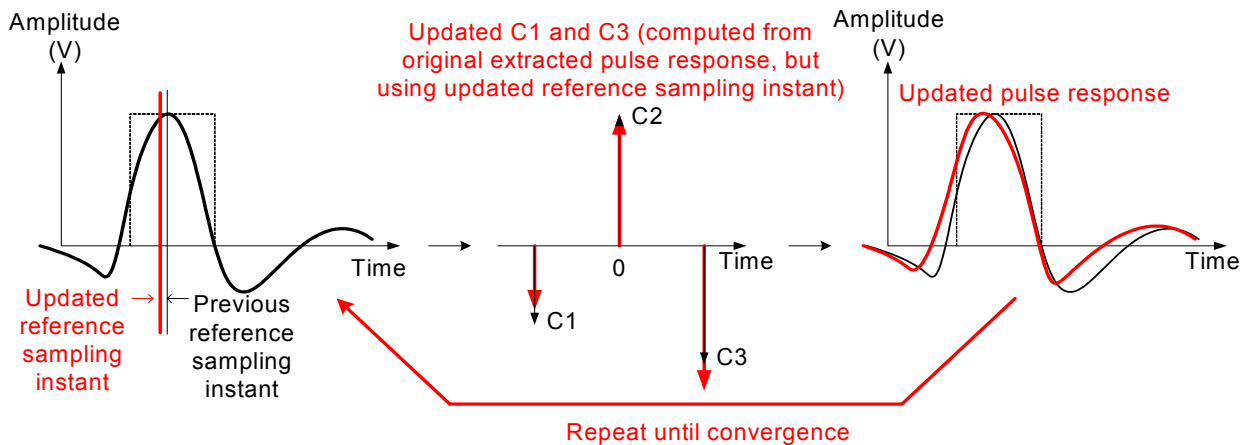 Amplitude
(V)
Time
Updated
reference
sampling
instant
Previous
reference
sampling
instant
Updated C1 and C3 (computed from
original extracted pulse response, but
using updated reference sampling instant)
C2
C1
0
Time
C3
Amplitude
(V)
Updated pulse response
Time
Repeat until convergence